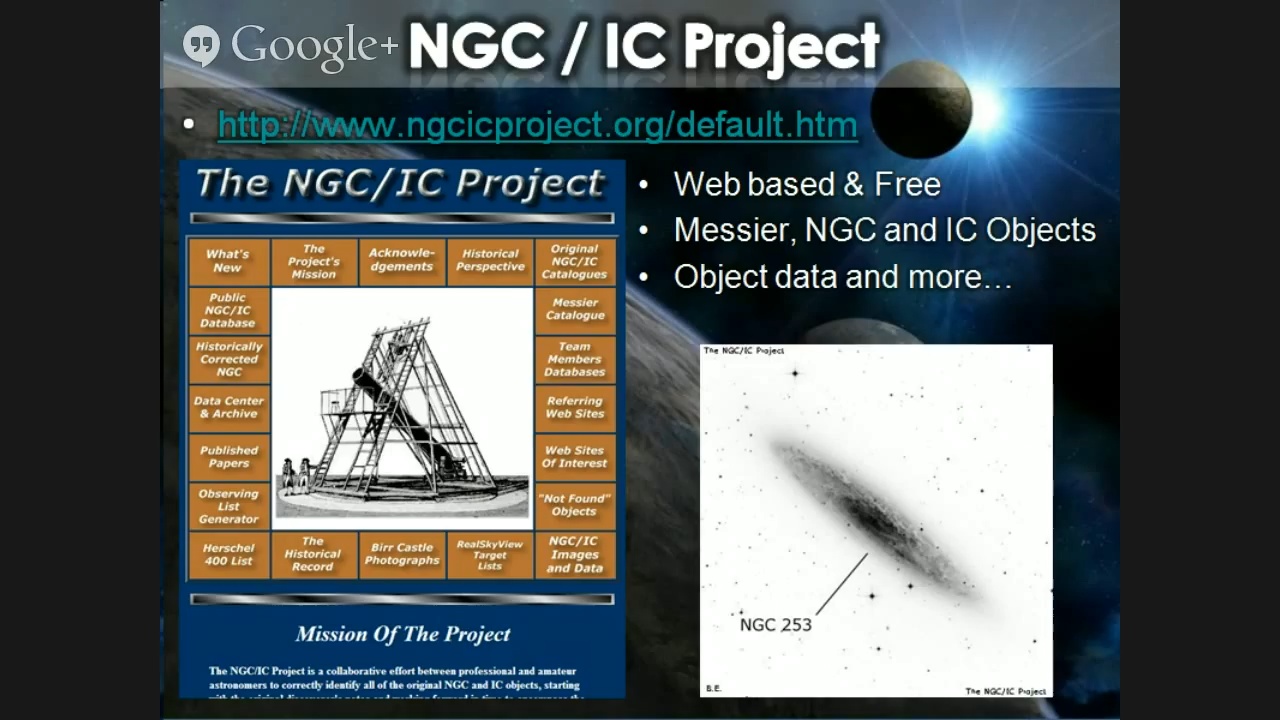 Google+ NGC / IC Project
• http://www.ngcicproject.org/default.htm
The NGC/IC Project
What's
New
The
Project's
Mission
Acknowle-
dgements
Historical
Perspective
Original
NGC/IC
Catalogues
Public
NGC/IC
Database
Messier
Catalogue
Historically
Corrected
NGC
Team
Members
Databases
Data Center
& Archive
Referring
Web Sites
Published
Papers
Web Sites
Of Interest
Observing
List
Generator
"Not Found"
Objects
Herschel
400 List
The
Historical
Record
Birr Castle
Photographs
RealSkyView
Target
Lists
NGC/IC
Images
and Data
Mission Of The Project
The NGC/IC Project is a collaborative effort between professional and amateur
astronomers to correctly identify all of the original NGC and IC objects, starting
• Web based & Free
• Messier, NGC and IC Objects
• Object data and more…
The NGC/IC Project
NGC 253
B.E.
The NGC/IC Project